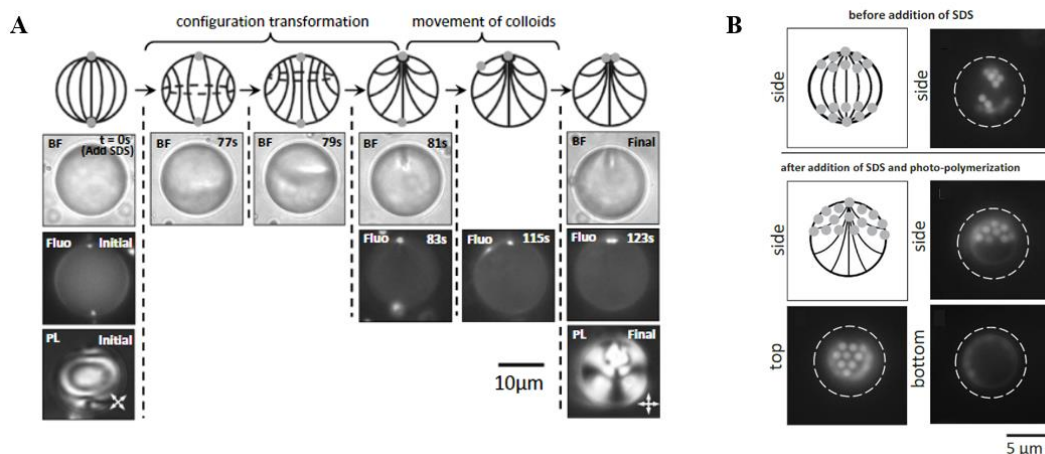 A
configuration transformation
movement of colloids
BF
t = 0s
(Add SDS)
BF
77s
BF
79s
BF
81s
BF
Final
Fluo
Initial
Fluo
83s
Fluo
115s
Fluo
123s
PL
Initial
PL
Final
10μm
B
before addition of SDS
side
side
after addition of SDS and photo-polymerization
side
side
top
bottom
5 μm